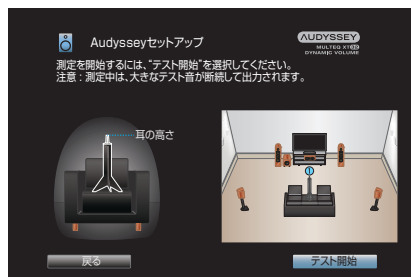 Audysseyセットアップ
AUDYSSEY
MULTEQ XT32
DYNAMIC VOLUME
測定を開始するには、“テスト開始”を選択してください。
注意：測定中は、大きなテスト音が断続して出力されます。
耳の高さ
1
戻る
テスト開始